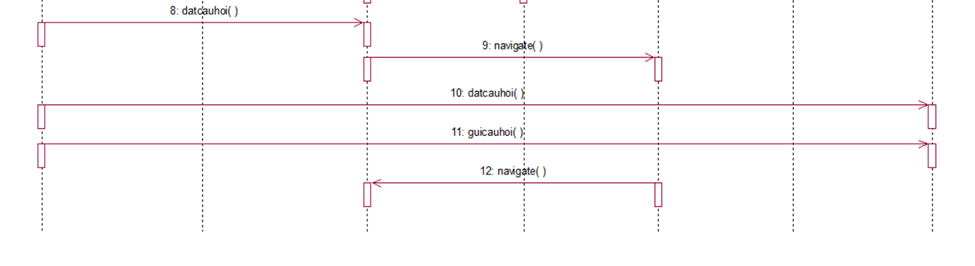 8: datcauhoi( )
9: navigate( )
10: datcauhoi( )
11: guicauhoi( )
12: navigate( )